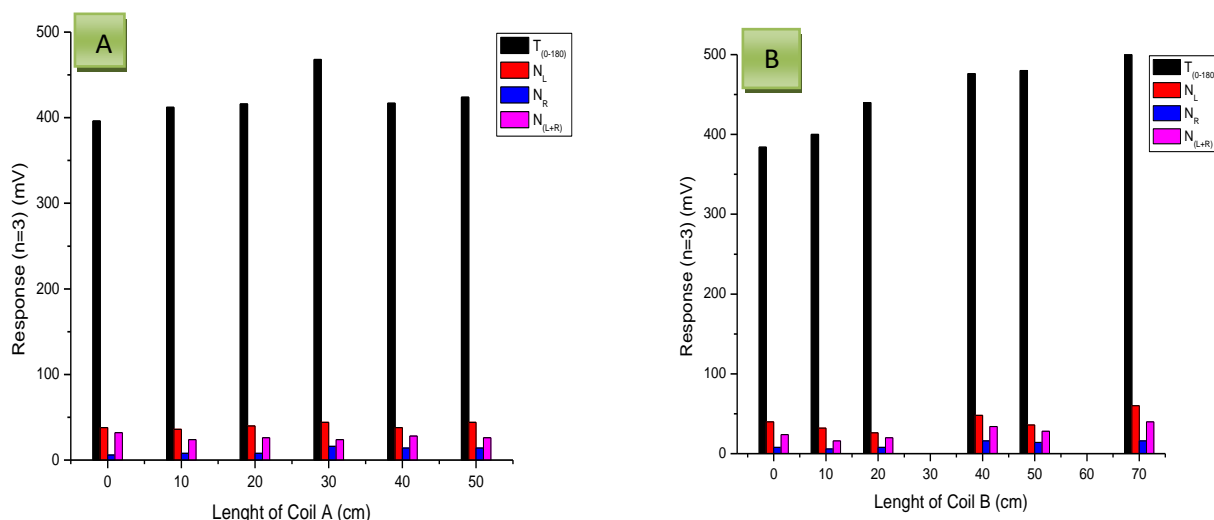 A
500
400
300
200
100
0
Response (n=3) (mV)
0 10 20 30 40 50
Lenght of Coil A (cm)
T(0-180)
NL
NR
N(L+R)
B
500
400
300
200
100
0
Response (n=3) (mV)
0 10 20 30 40 50 60 70
Lenght of Coil B (cm)
T(0-180
NL
NR
N(L+R)